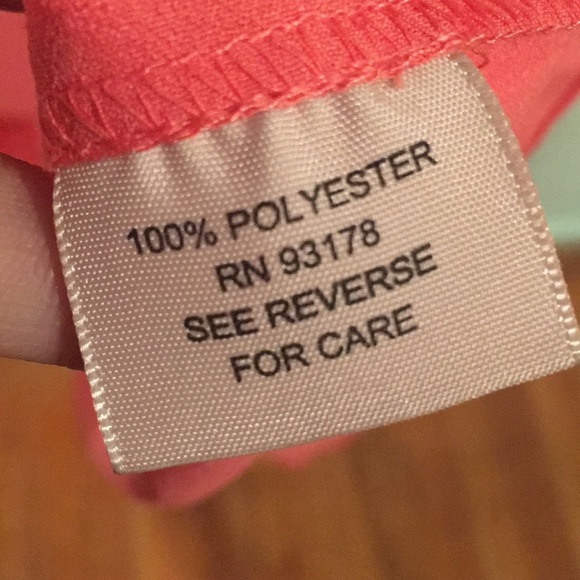 100% POLYESTER
RN 93178
SEE REVERSE
FOR CARE